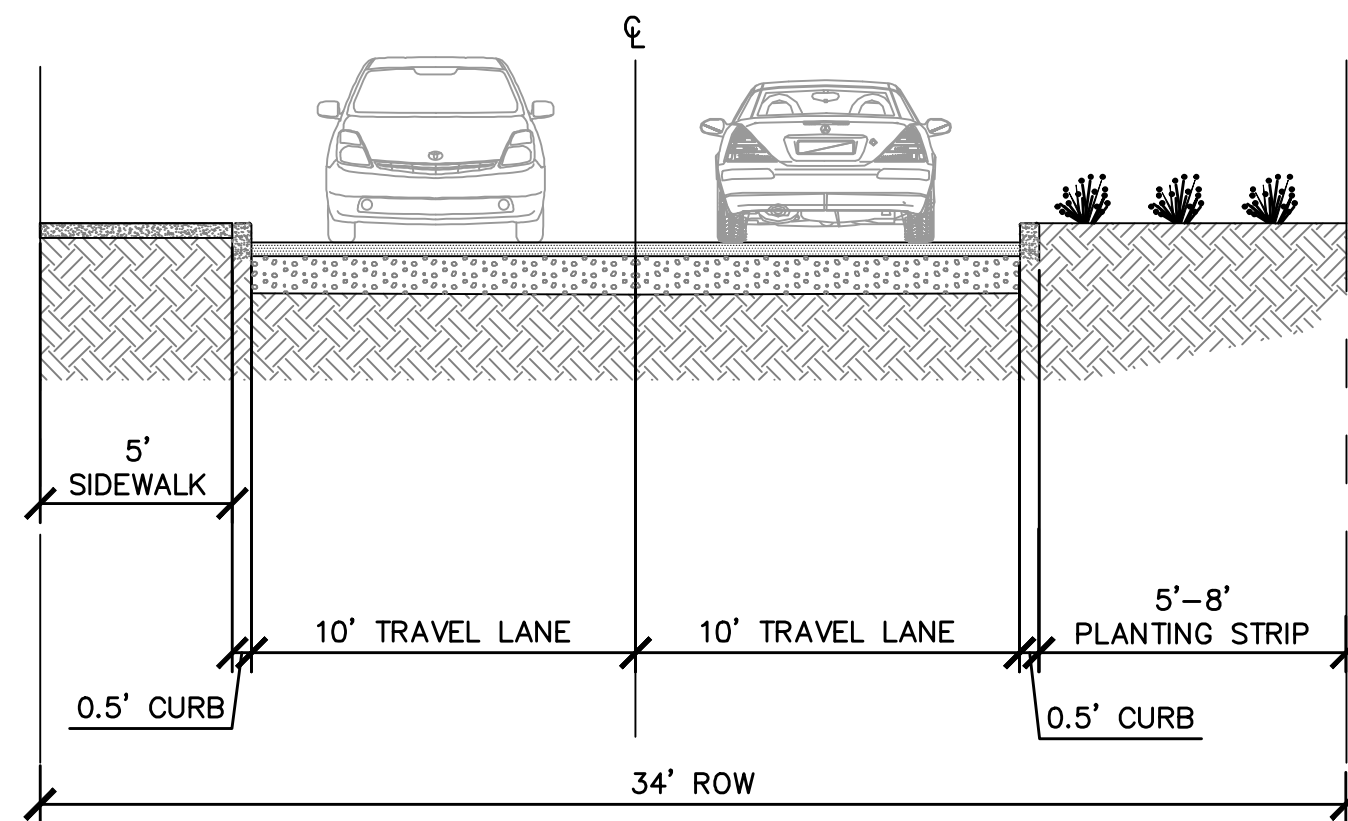 ℄
5'
SIDEWALK
5'-8'
10' TRAVEL LANE
10' TRAVEL LANE
PLANTING STRIP
0.5' CURB
0.5' CURB
34' ROW